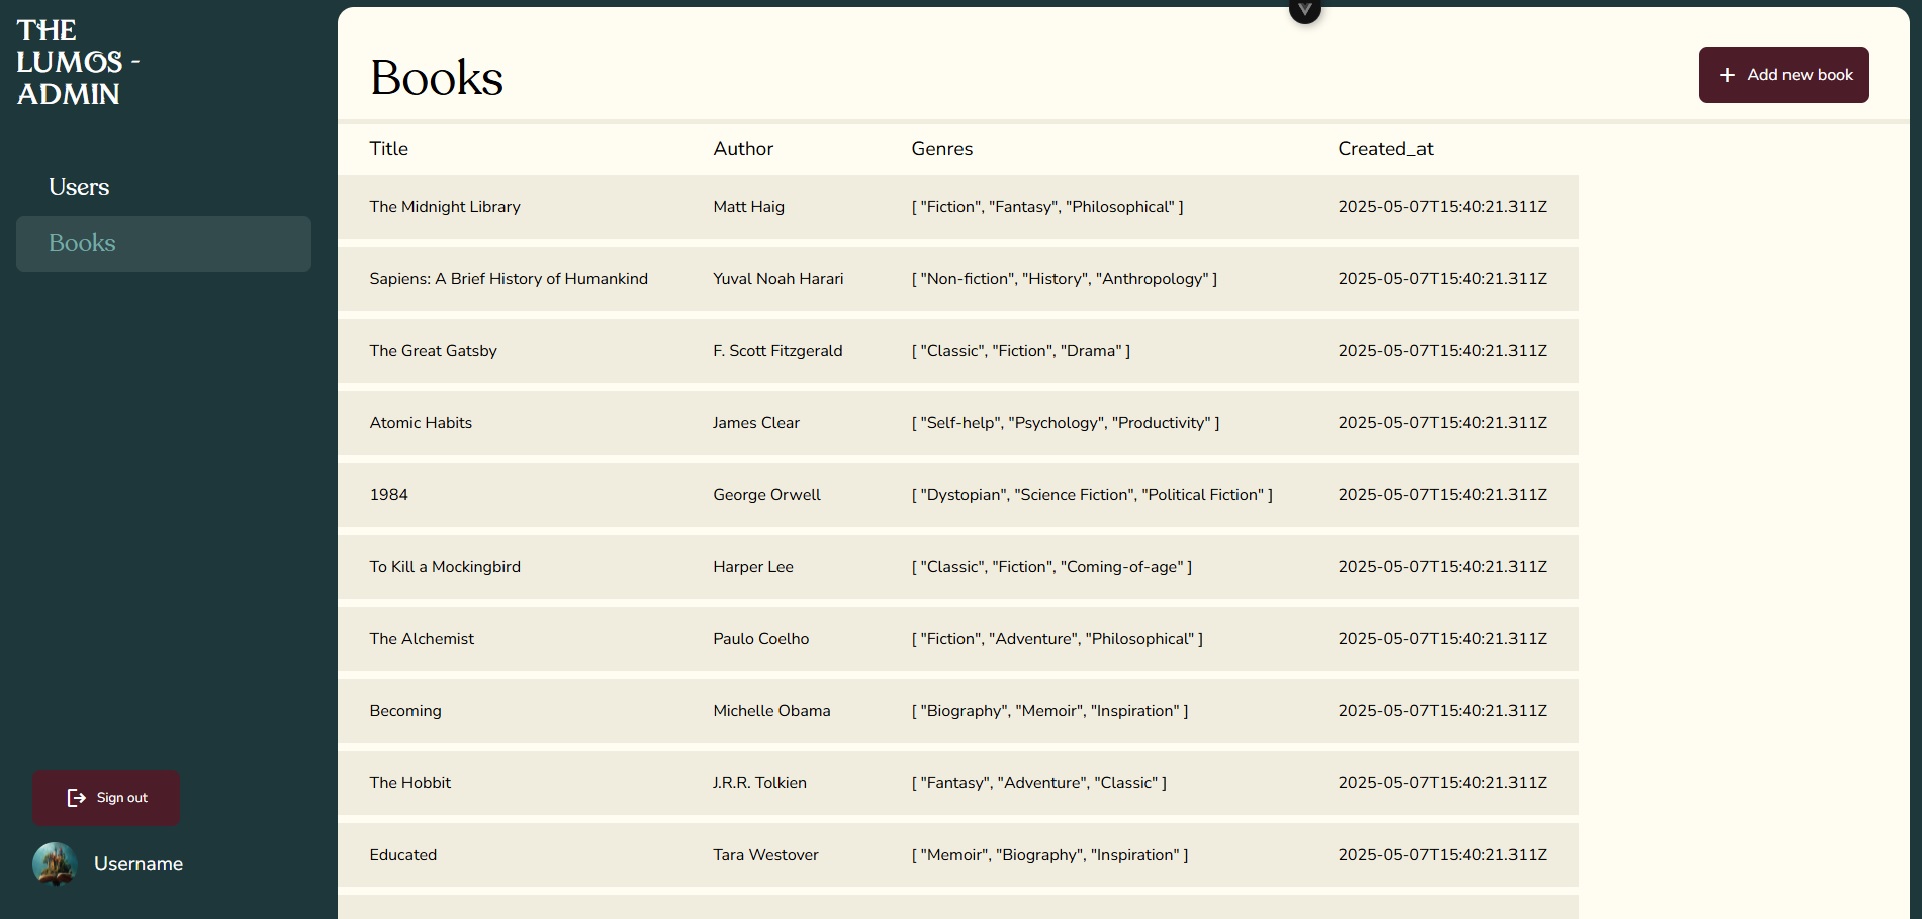 THE
LUMOS -
ADMIN
Users
Books
Sign out
Username
Books
+ Add new book
Title Author Genres Created_at
The Midnight Library Matt Haig [ "Fiction", "Fantasy", "Philosophical" ] 2025-05-07T15:40:21.311Z
Sapiens: A Brief History of Humankind Yuval Noah Harari [ "Non-fiction", "History", "Anthropology" ] 2025-05-07T15:40:21.311Z
The Great Gatsby F. Scott Fitzgerald [ "Classic", "Fiction", "Drama" ] 2025-05-07T15:40:21.311Z
Atomic Habits James Clear [ "Self-help", "Psychology", "Productivity" ] 2025-05-07T15:40:21.311Z
1984 George Orwell [ "Dystopian", "Science Fiction", "Political Fiction" ] 2025-05-07T15:40:21.311Z
To Kill a Mockingbird Harper Lee [ "Classic", "Fiction", "Coming-of-age" ] 2025-05-07T15:40:21.311Z
The Alchemist Paulo Coelho [ "Fiction", "Adventure", "Philosophical" ] 2025-05-07T15:40:21.311Z
Becoming Michelle Obama [ "Biography", "Memoir", "Inspiration" ] 2025-05-07T15:40:21.311Z
The Hobbit J.R.R. Tolkien [ "Fantasy", "Adventure", "Classic" ] 2025-05-07T15:40:21.311Z
Educated Tara Westover [ "Memoir", "Biography", "Inspiration" ] 2025-05-07T15:40:21.311Z